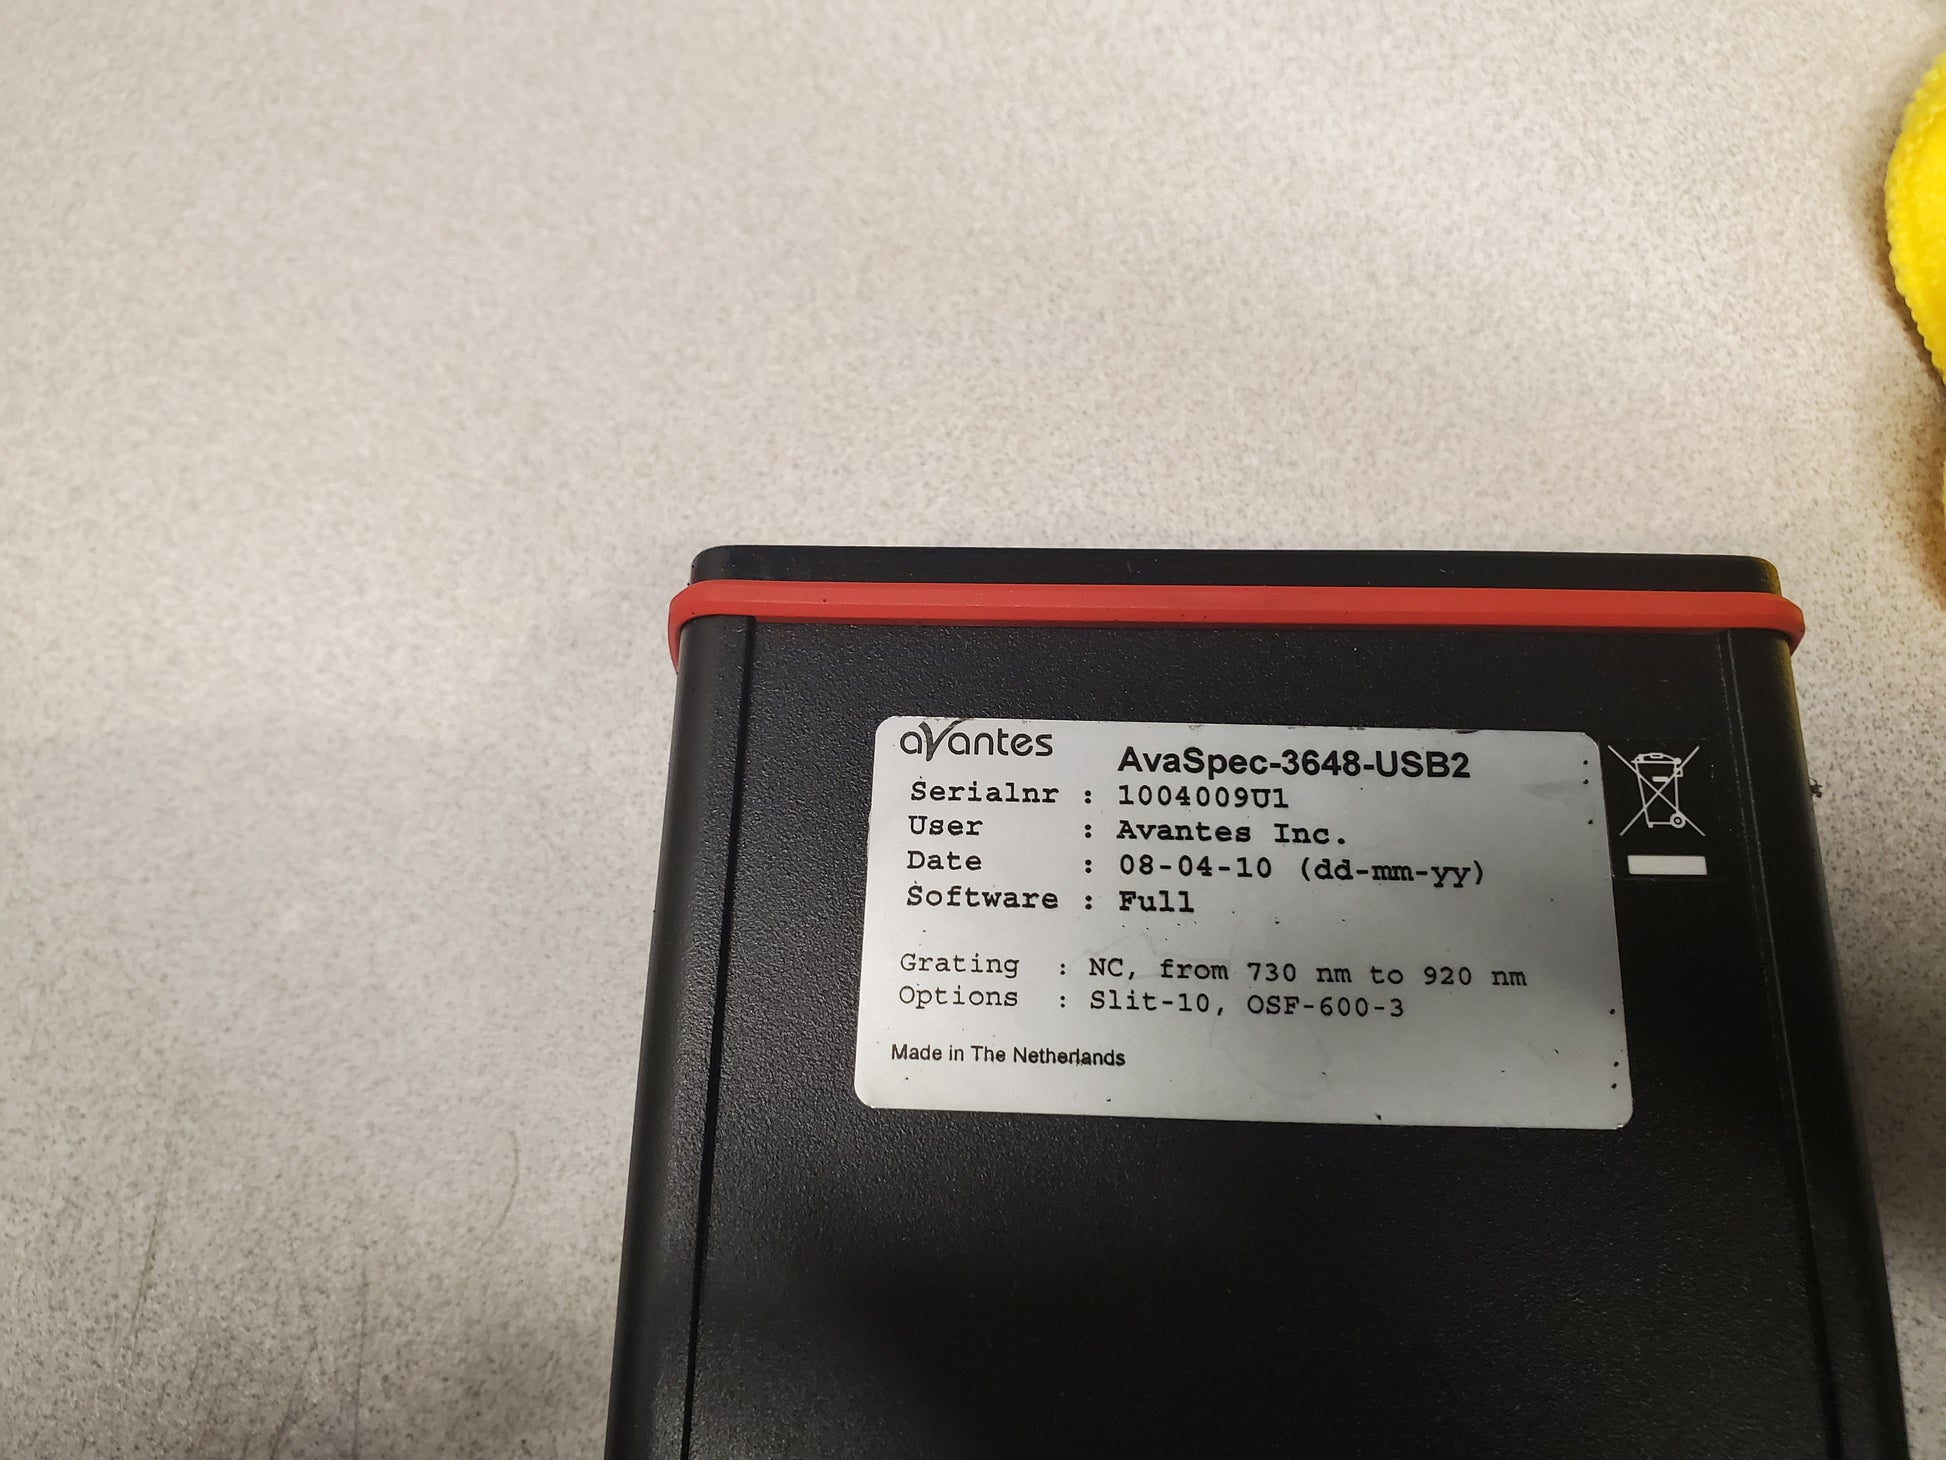 avantes
AvaSpec-3648-USB2
Serialnr : 1004009U1
User : Avantes Inc.
Date : 08-04-10 (dd-mm-yy)
Software : Full
Grating : NC, from 730 nm to 920 nm
Options : Slit-10, OSF-600-3
Made in The Netherlands